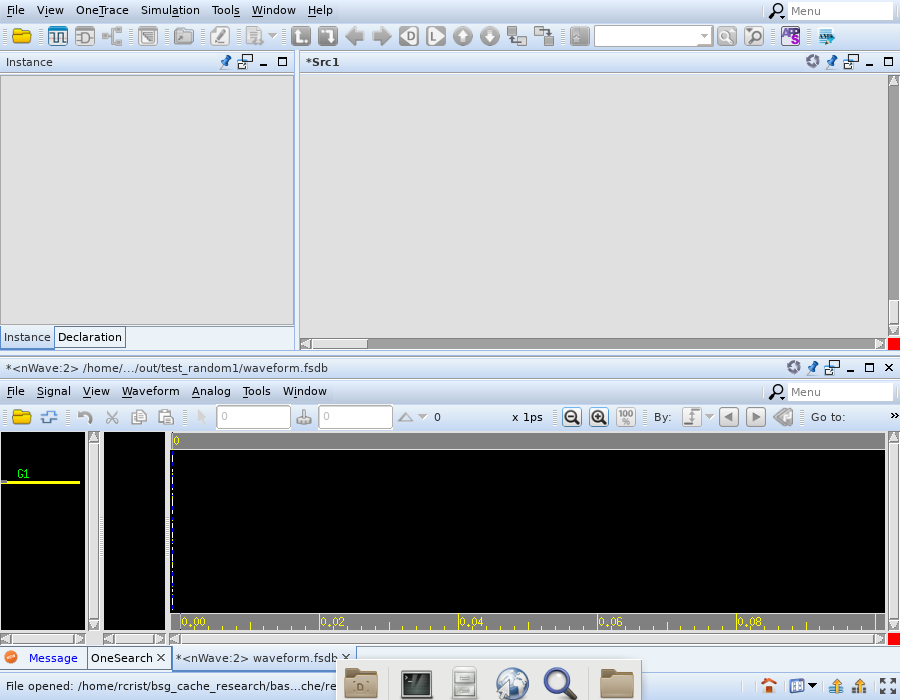 File View OneTrace Simulation Tools Window Help Menu
D L
Instance *Src1
Instance Declaration
*<nWave:2> /home/.../out/test_random1/waveform.fsdb
File Signal View Waveform Analog Tools Window Menu
0 0 0 x 1ps 100 % By: Go to: »
0
G1
0.00 0.02 0.04 0.06 0.08
Message OneSearch *<nWave:2> waveform.fsdb
File opened: /home/rcrist/bsg_cache_research/bas...che/re